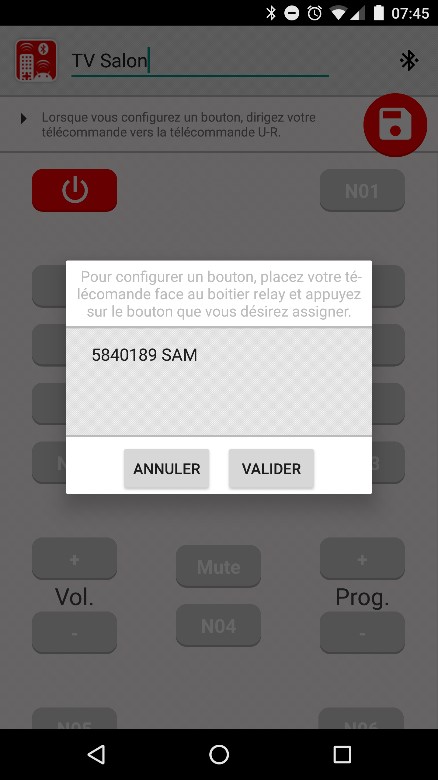 07:45
TV Salon
Lorsque vous configurez un bouton, dirigez votre
télécommande vers la télécommande U-R.
N01
Pour configurer un bouton, placez votre té-
lécomande face au boitier relay et appuyez
sur le bouton que vous désirez assigner.
5840189 SAM
ANNULER
VALIDER
+
Mute
+
Vol.
Prog.
-
N04
-
N05
N06